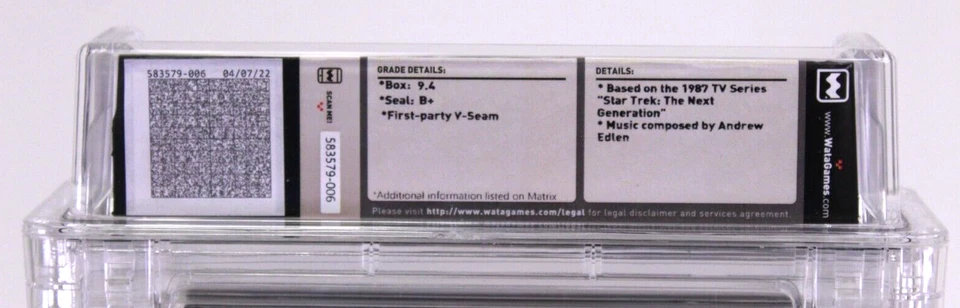 583579-006 04/07/22
SCAN ME!
583579-006
GRADE DETAILS:
*Box: 9.4
*Seal: B+
*First-party Y-Seam
*Additional information listed on Matrix
DETAILS:
* Based on the 1987 TV Series
"Star Trek: The Next
Generation"
* Music composed by Andrew
Edlen
Please visit http://www.watagames.com/legal for legal disclaimer and services agreement.
www.WataGames.com